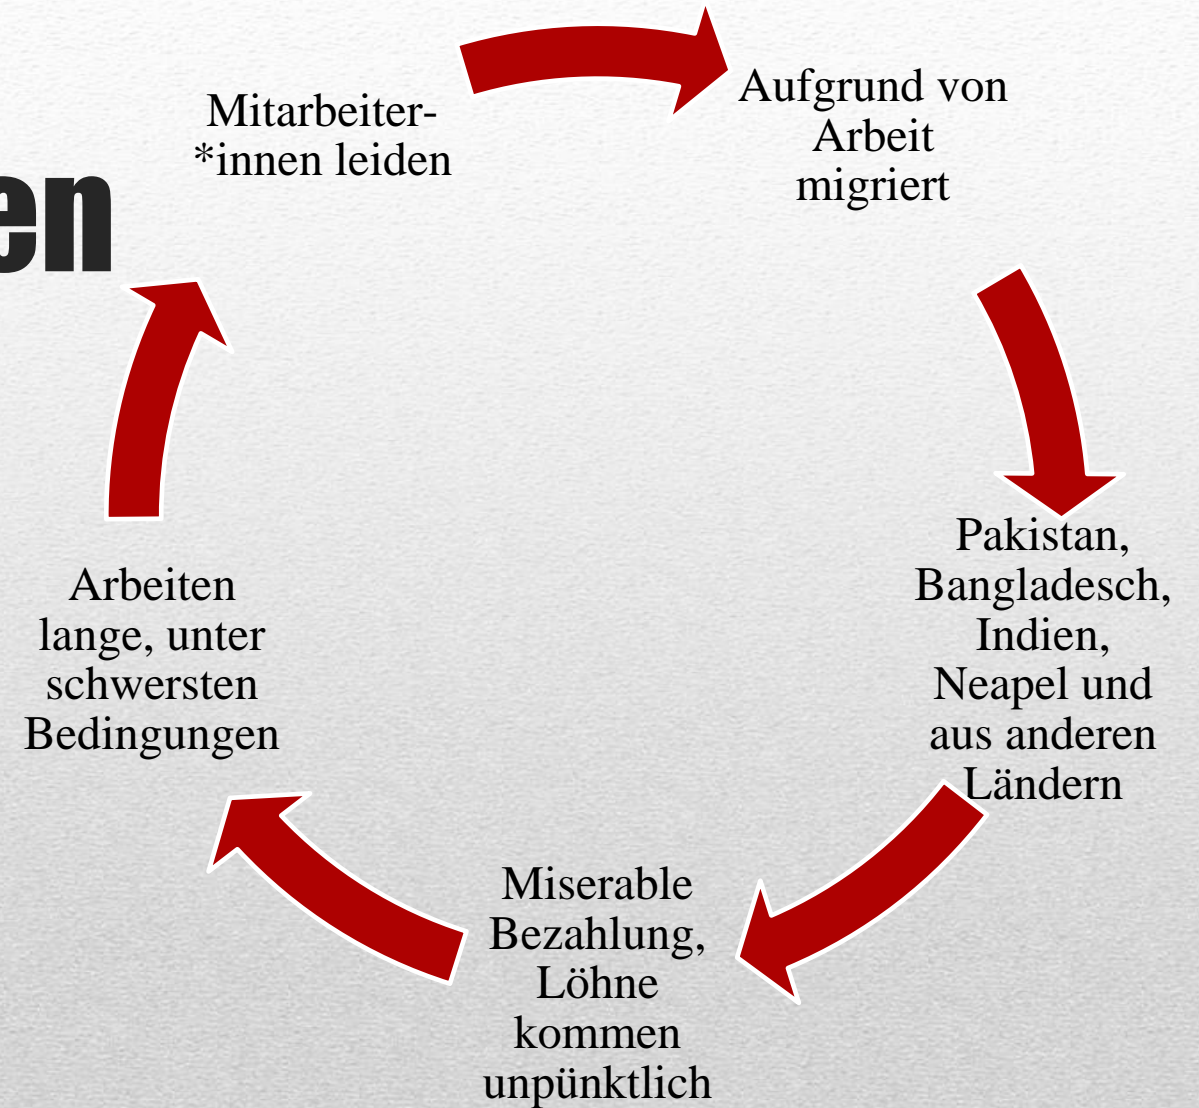 en
Mitarbeiter-
*innen leiden
Aufgrund von
Arbeit
migriert
Pakistan,
Bangladesch,
Indien,
Neapel und
aus anderen
Ländern
Miserable
Bezahlung,
Löhne
kommen
unpünktlich
Arbeiten
lange, unter
schwersten
Bedingungen